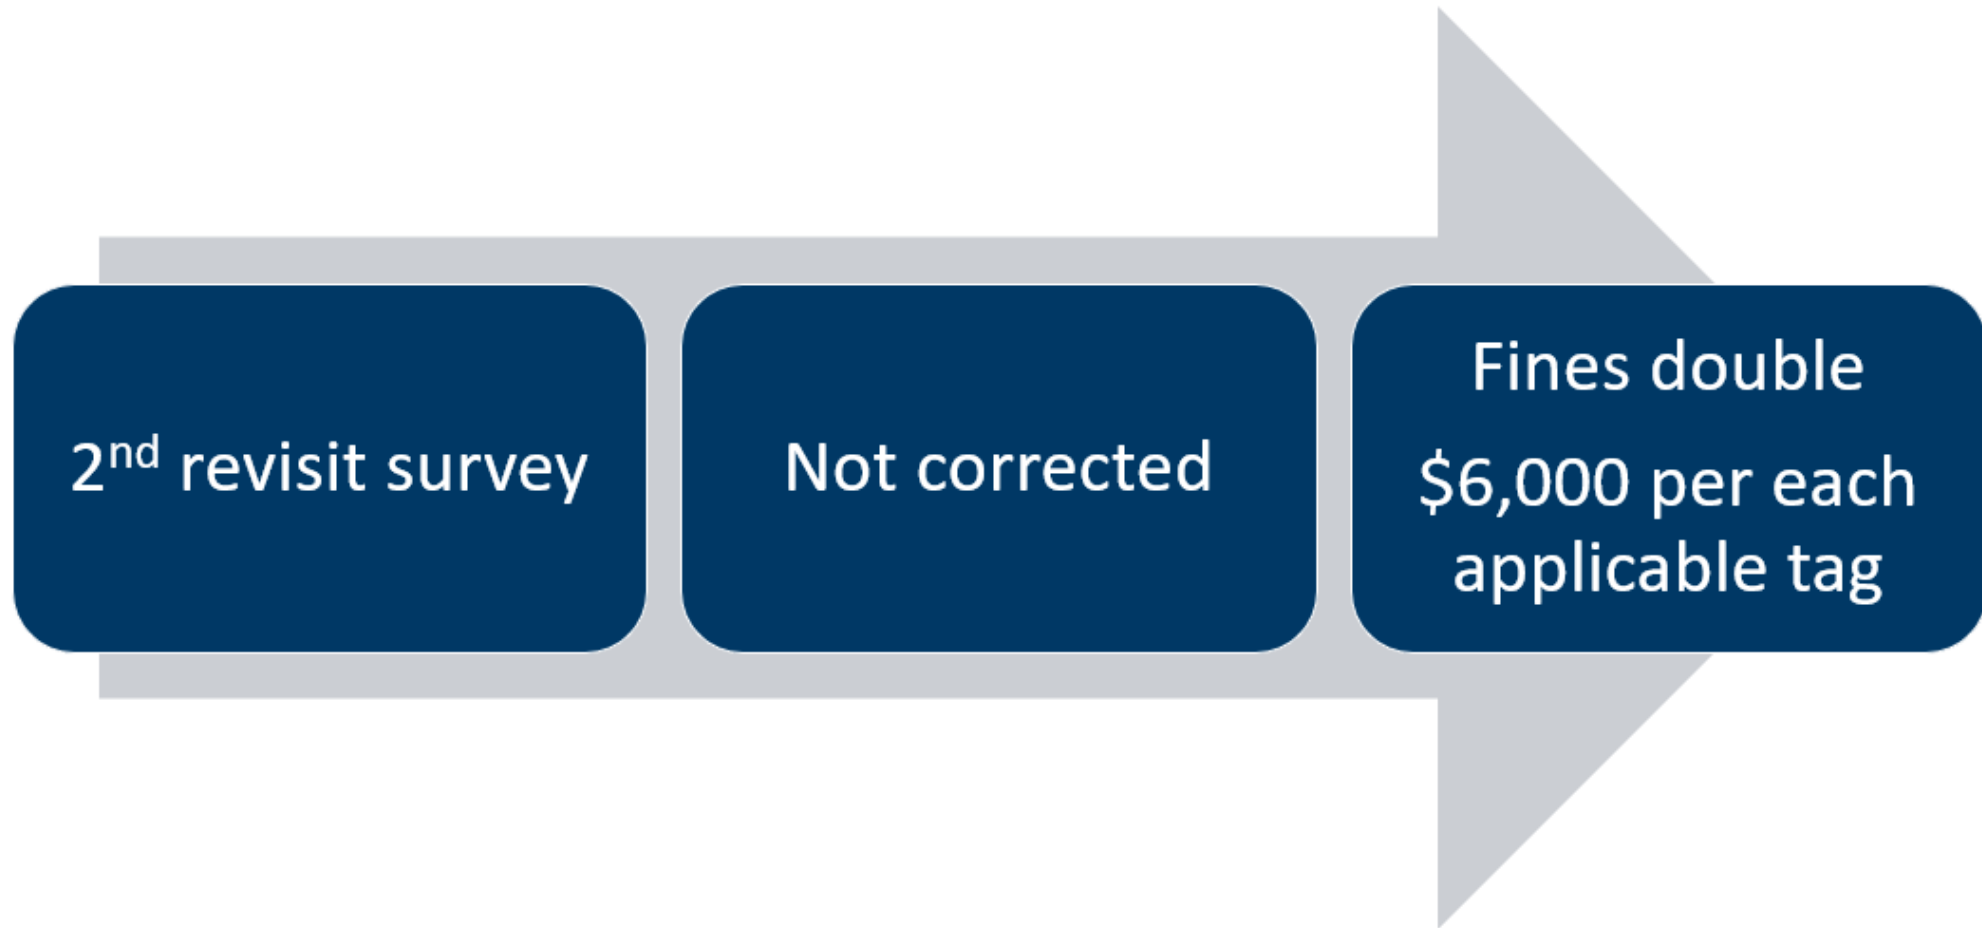 2nd revisit survey
Not corrected
Fines double
$6,000 per each
applicable tag